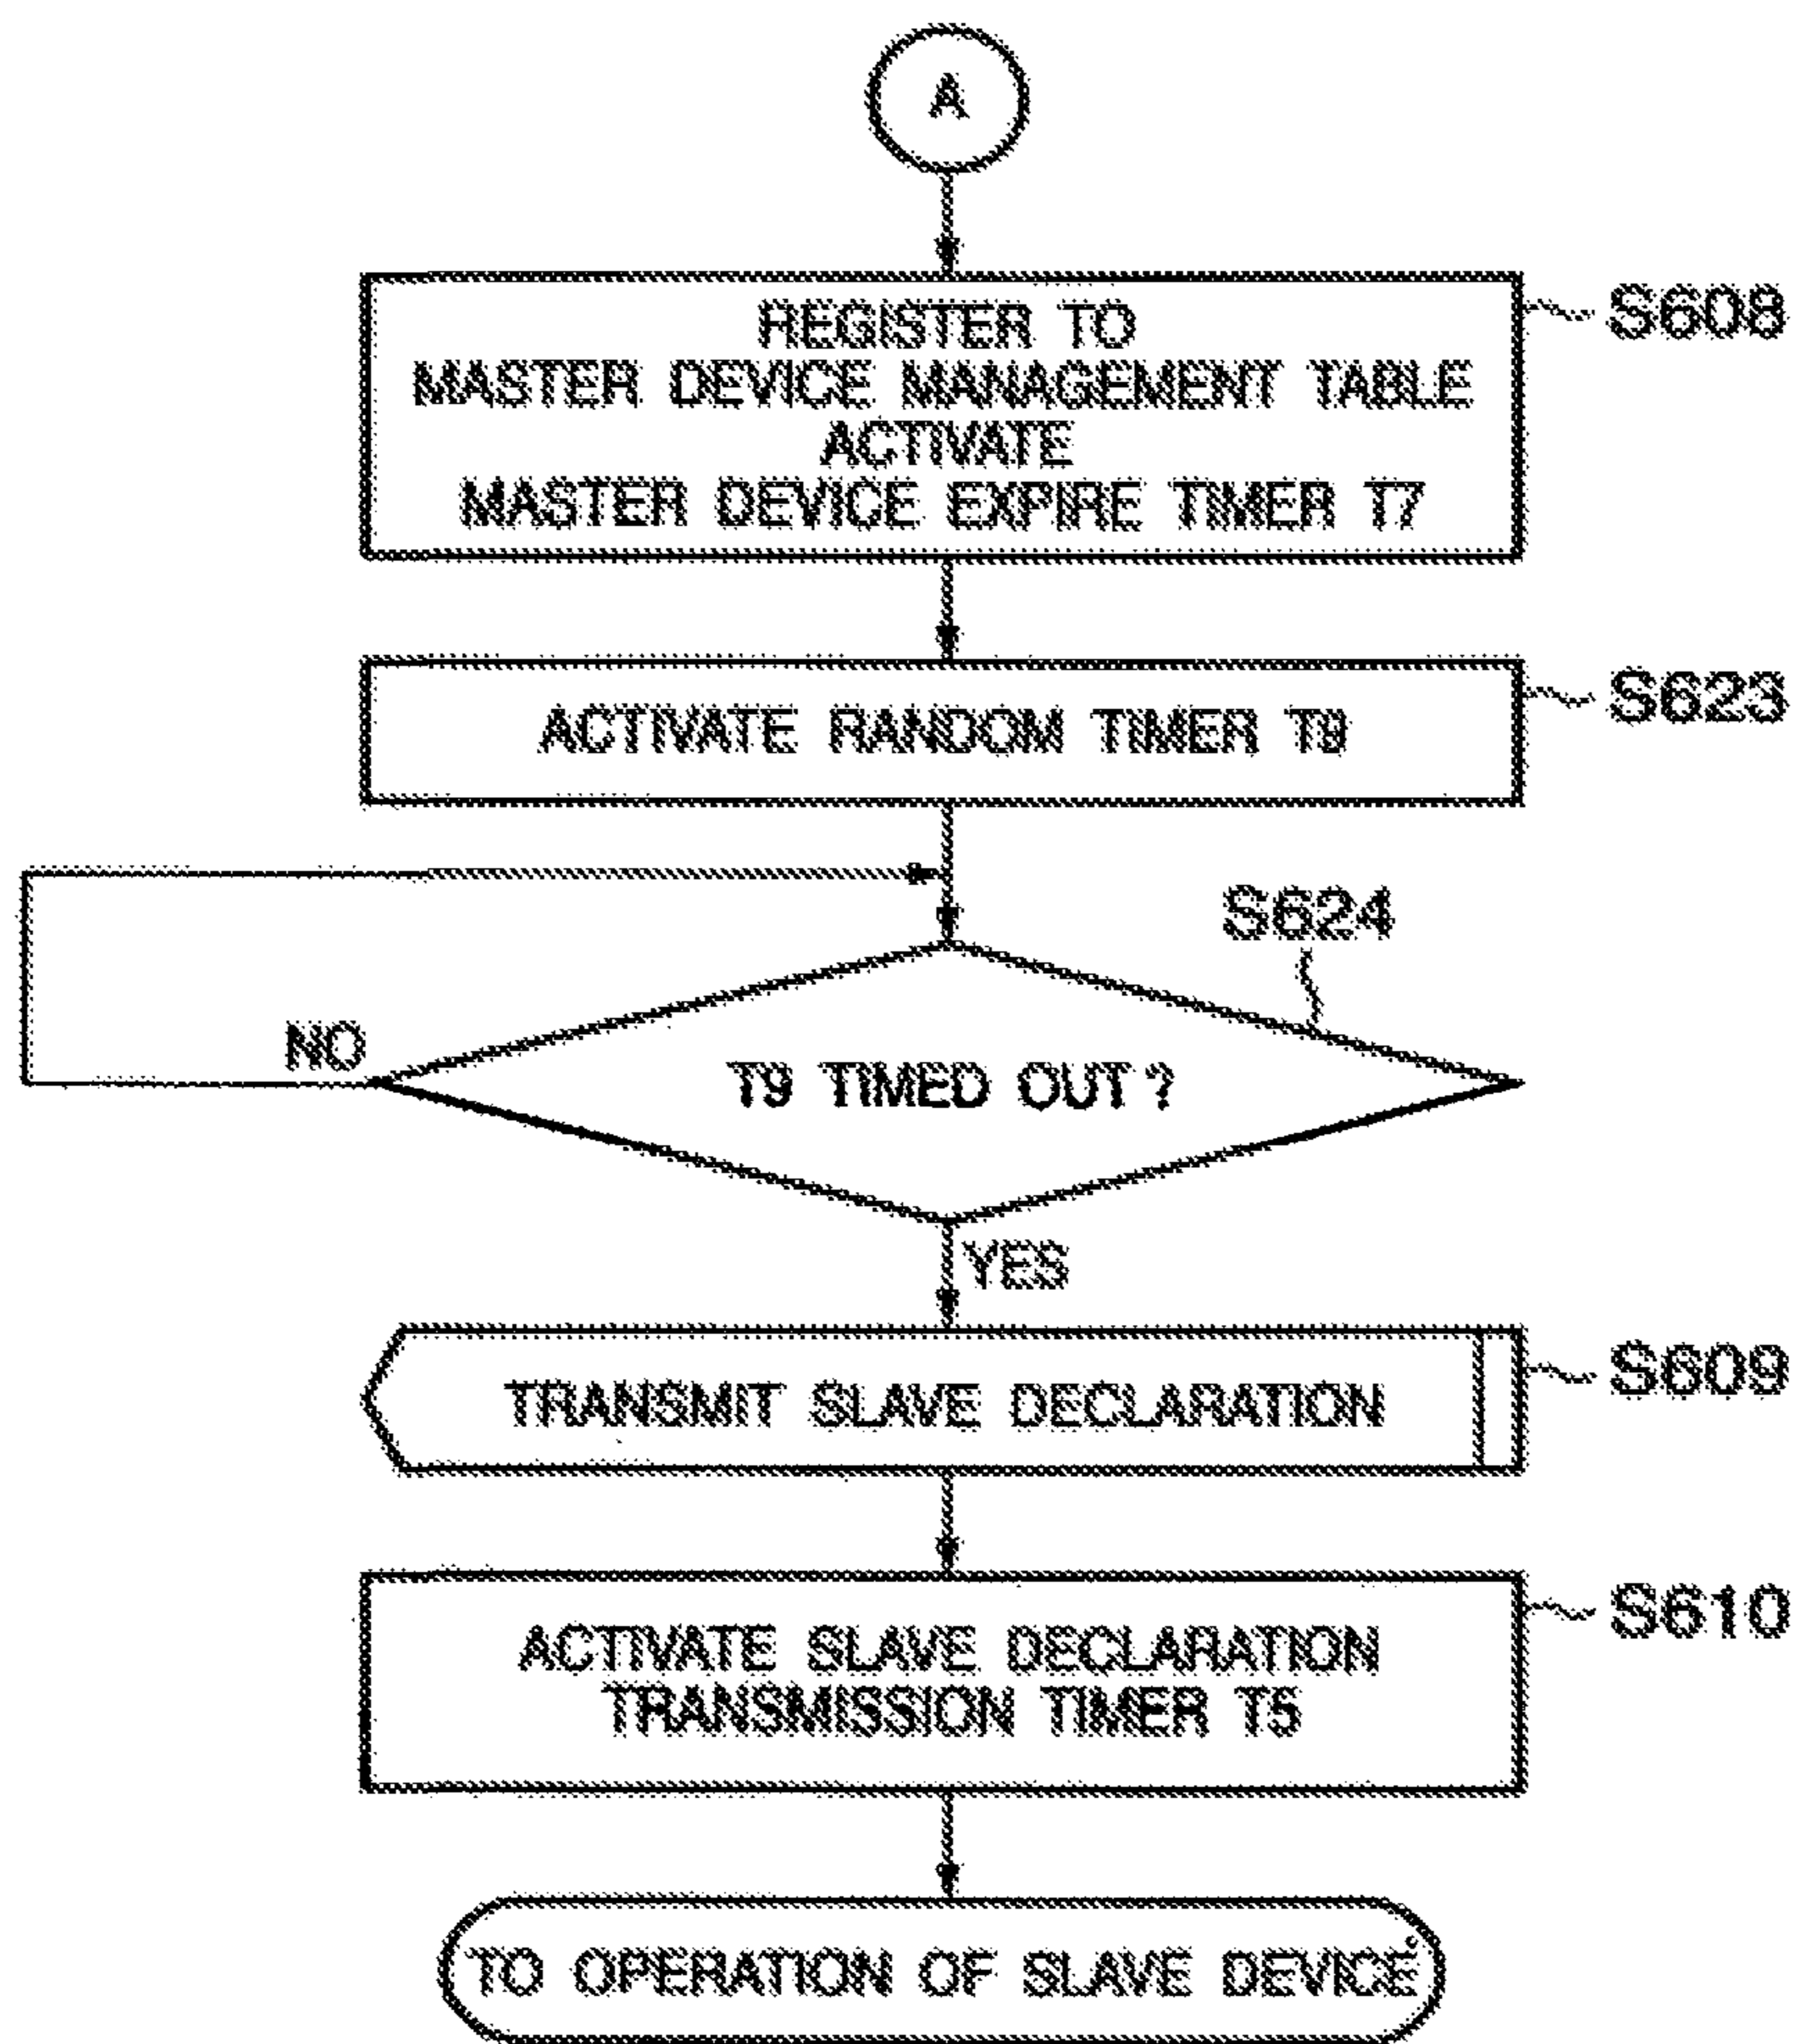 A
REGISTER TO
MASTER DEVICE MANAGEMENT TABLE
ACTIVATE
MASTER DEVICE EXPIRE TIMER T7
S608
ACTIVATE RANDOM TIMER T9
S623
S624
NO
T9 TIMED OUT?
YES
TRANSMIT SLAVE DECLARATION
S609
ACTIVATE SLAVE DECLARATION
TRANSMISSION TIMER T5
S610
TO OPERATION OF SLAVE DEVICE